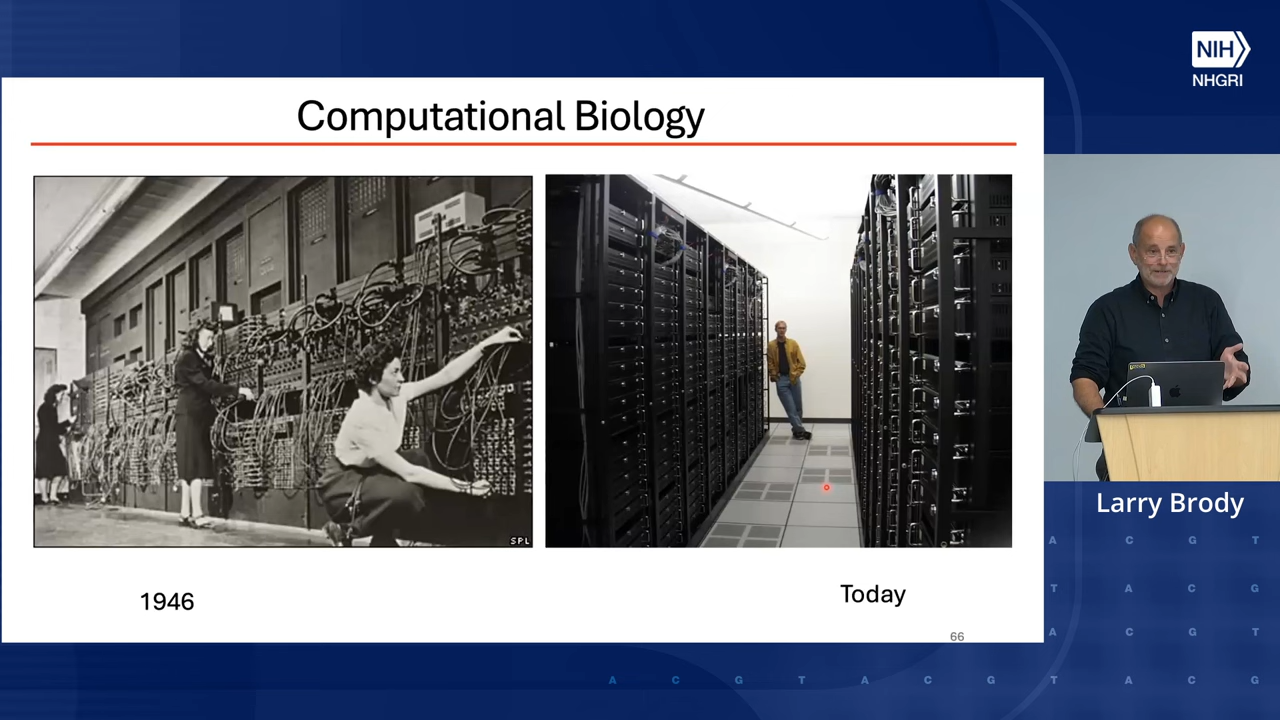 NIH
NHGRI
Computational Biology
SPL
1946
Today
66
Larry Brody
A C G T
T A C G
A C G T
A C G T A C G T A C G